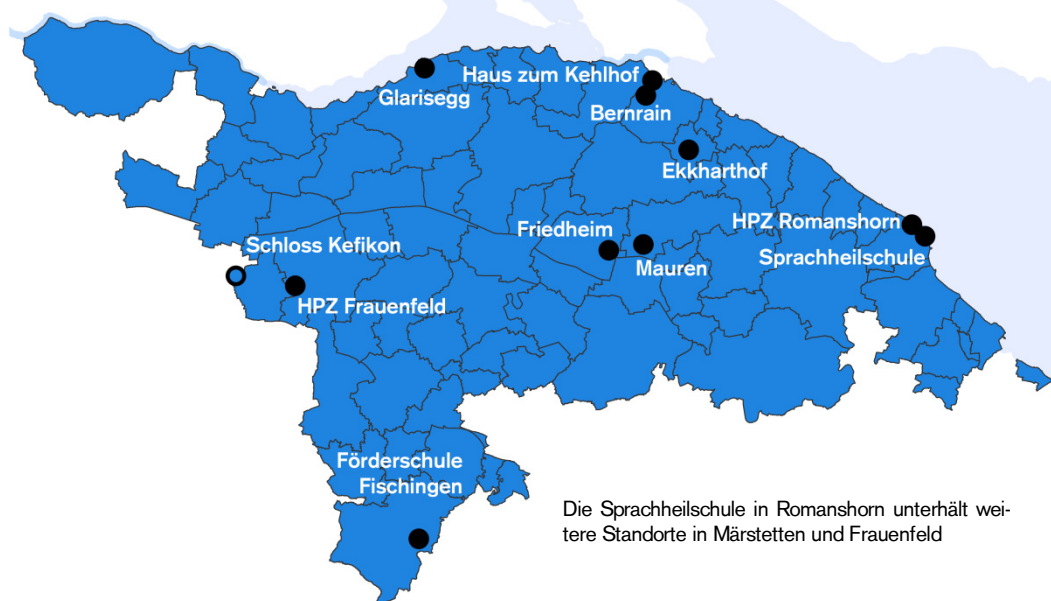 Haus zum Kehlhof
Glarisegg
Bernrain
Ekkharthof
HPZ Romanshorn
Friedheim
Schloss Kefikon
Sprachheilschule
Mauren
HPZ Frauenfeld
Förderschule
Fischingen
Die Sprachheilschule in Romanshorn unterhält wei-
tere Standorte in Märstetten und Frauenfeld